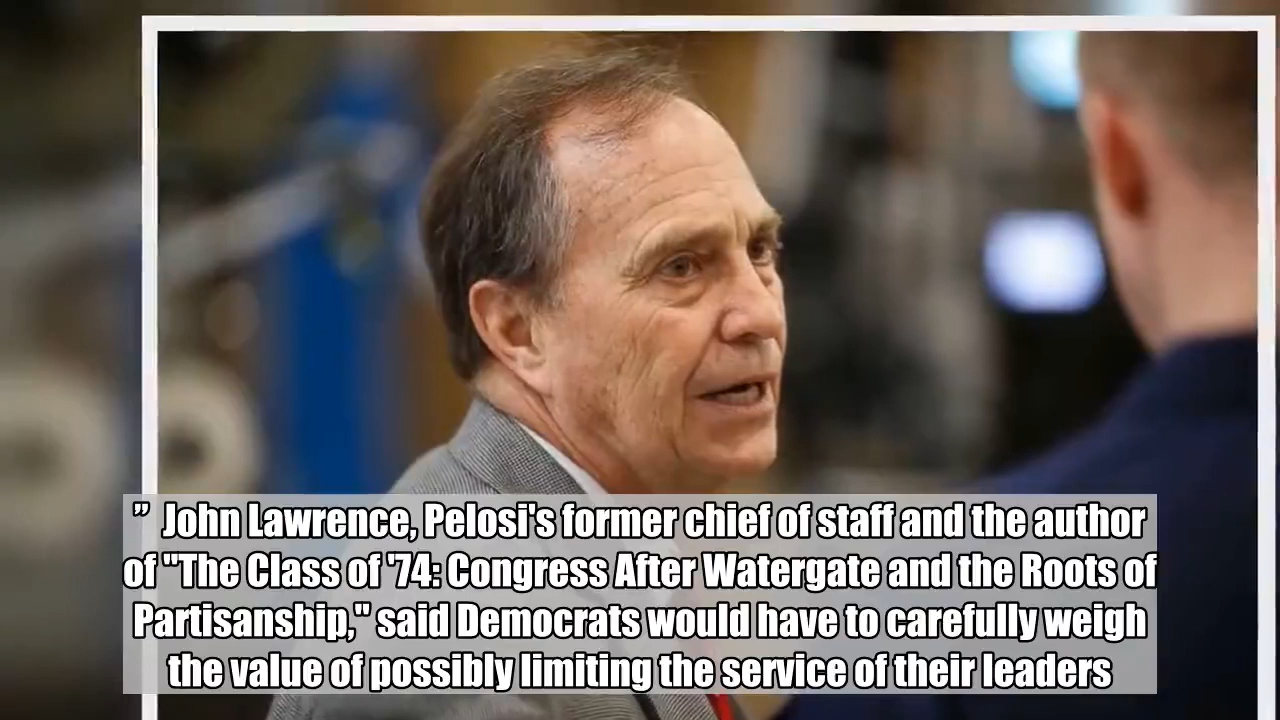 ” John Lawrence, Pelosi's former chief of staff and the author
of "The Class of '74: Congress After Watergate and the Roots of
Partisanship," said Democrats would have to carefully weigh
the value of possibly limiting the service of their leaders